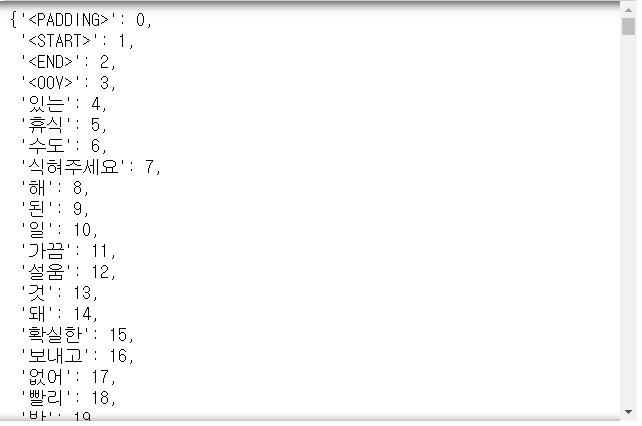 {'<PADDING>': 0,
'<START>': 1,
'<END>': 2,
'<OOV>': 3,
'있는': 4,
'휴식': 5,
'수도': 6,
'식혀주세요': 7,
'해': 8,
'된': 9,
'일': 10,
'가끔': 11,
'설움': 12,
'것': 13,
'돼': 14,
'확실한': 15,
'보내고': 16,
'없어': 17,
'빨리': 18,